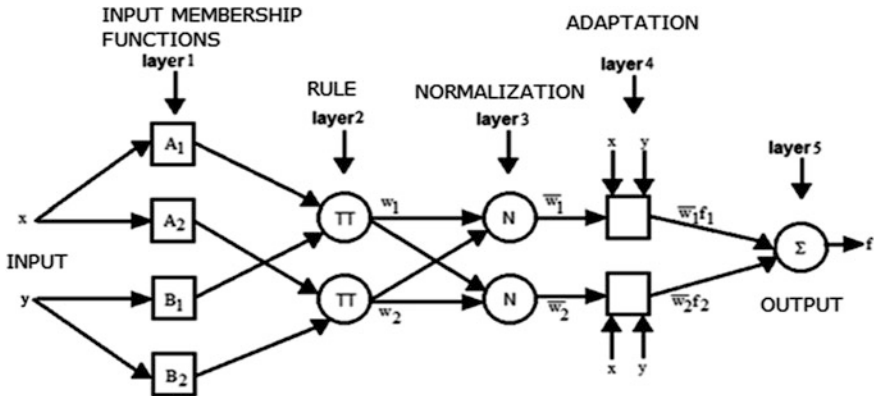 INPUT MEMBERSHIP
FUNCTIONS
layer1
RULE
layer2
NORMALIZATION
layer3
ADAPTATION
layer4
layer5
x y
A1
A2
B1
B2
x
INPUT
y
TT
TT
w1
w2
N
N
w̅1
w̅2
w̅1f1
w̅2f2
x y
Σ
f
OUTPUT